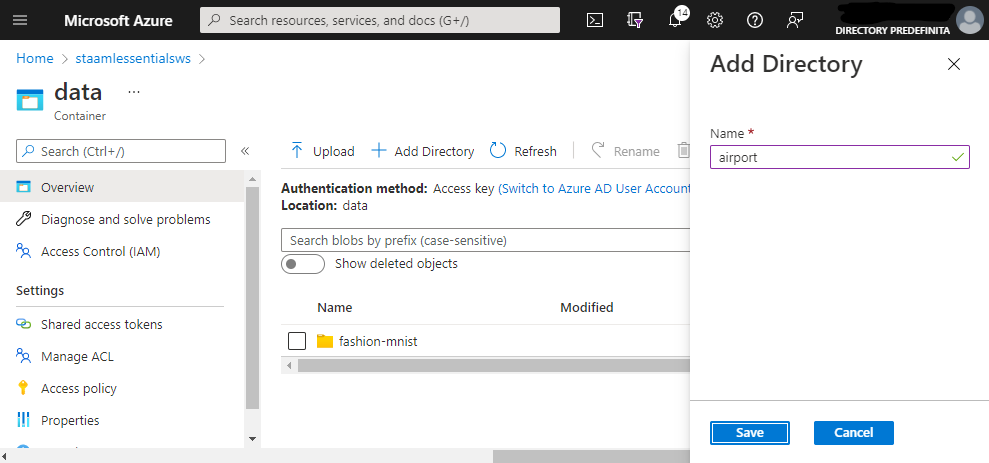 Microsoft Azure
Search resources, services, and docs (G+/)
14
DIRECTORY PREDEFINITA
Home > staamlessentialsws >
data ...
Container
Search (Ctrl+/)
Overview
Diagnose and solve problems
Access Control (IAM)
Settings
Shared access tokens
Manage ACL
Access policy
Properties
Upload
Add Directory
Refresh
Rename
Authentication method: Access key (Switch to Azure AD User Account
Location: data
Search blobs by prefix (case-sensitive)
Show deleted objects
Name Modified
fashion-mnist
Add Directory
Name *
airport
Save Cancel